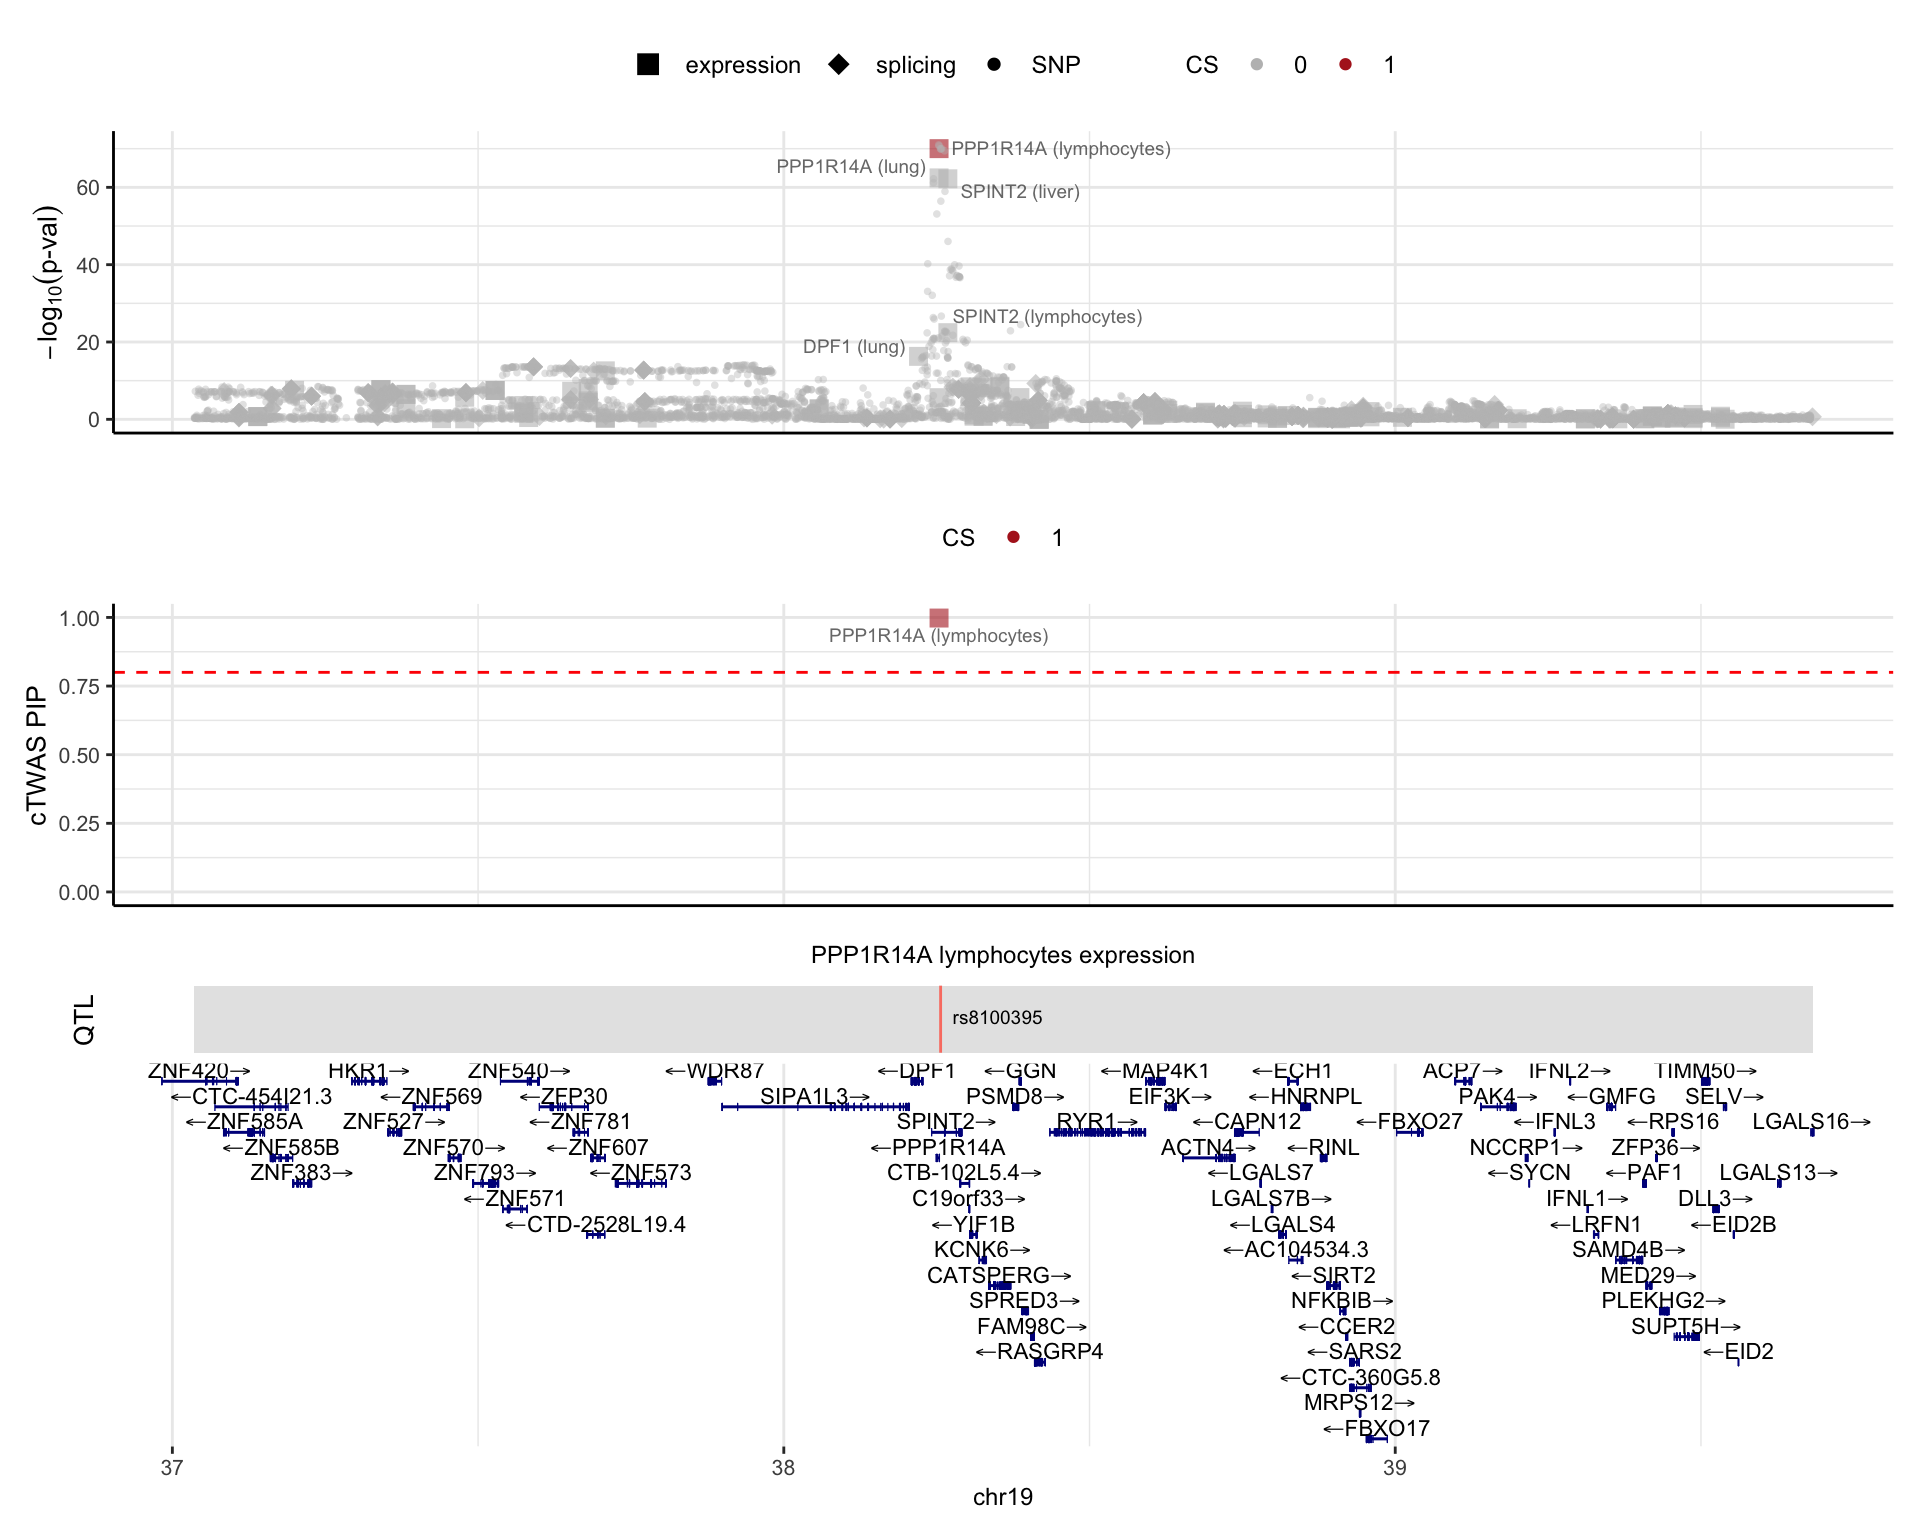 expression splicing SNP CS 0 1
PPP1R14A (lymphocytes)
PPP1R14A (lung)
SPINT2 (liver)
SPINT2 (lymphocytes)
DPF1 (lung)
60
40
20
0
−log10(p-val)
CS 1
1.00
0.75
0.50
0.25
0.00
cTWAS PIP
PPP1R14A (lymphocytes)
PPP1R14A lymphocytes expression
QTL
rs8100395
ZNF420→ HKR1→ ZNF540→ ←WDR87 ←DPF1 ←GGN ←MAP4K1 ←ECH1 ACP7→ IFNL2→ TIMM50→
←CTC-454I21.3 ←ZNF569 ←ZFP30 SIPA1L3→ PSMD8→ EIF3K→ ←HNRNPL PAK4→ ←GMFG SELV→
←ZNF585A ZNF527→ ←ZNF781 SPINT2→ RYR1→ ←CAPN12 ←FBXO27 ←IFNL3 ←RPS16 LGALS16→
←ZNF585B ZNF570→ ←ZNF607 ←PPP1R14A ACTN4→ ←RINL NCCRP1→ ZFP36→
ZNF383→ ZNF793→ ←ZNF573 CTB-102L5.4→ ←LGALS7 ←SYCN ←PAF1 LGALS13→
←ZNF571 C19orf33→ LGALS7B→ IFNL1→ DLL3→
←CTD-2528L19.4 ←YIF1B ←LGALS4 ←LRFN1 ←EID2B
KCNK6→ ←AC104534.3 SAMD4B→
CATSPERG→ ←SIRT2 MED29→
SPRED3→ NFKBIB→ PLEKHG2→
FAM98C→ ←CCER2 SUPT5H→
←RASGRP4 ←SARS2 ←EID2
←CTC-360G5.8
MRPS12→
←FBXO17
37 38 39
chr19